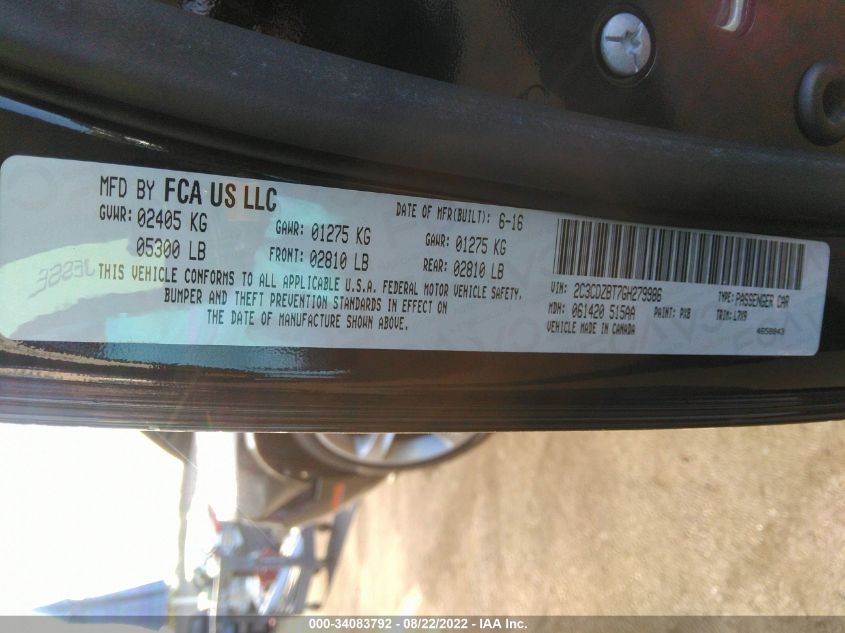 MFD BY FCA US LLC
GVWR: 02405 KG
05300 LB
GAWR: 01275 KG
FRONT: 02810 LB
DATE OF MFR(BUILT): 6-16
GAWR: 01275 KG
REAR: 02810 LB
THIS VEHICLE CONFORMS TO ALL APPLICABLE U.S.A. FEDERAL MOTOR VEHICLE SAFETY,
BUMPER AND THEFT PREVENTION STANDARDS IN EFFECT ON
THE DATE OF MANUFACTURE SHOWN ABOVE.
VIN: 2C3CDZBT7GH279986 TYPE: PASSENGER CAR
MDH: 061420 515AA PAINT: PX8 TRIM: L7X9
VEHICLE MADE IN CANADA 4658843
JESSE
000-34083792 - 08/22/2022 - IAA Inc.